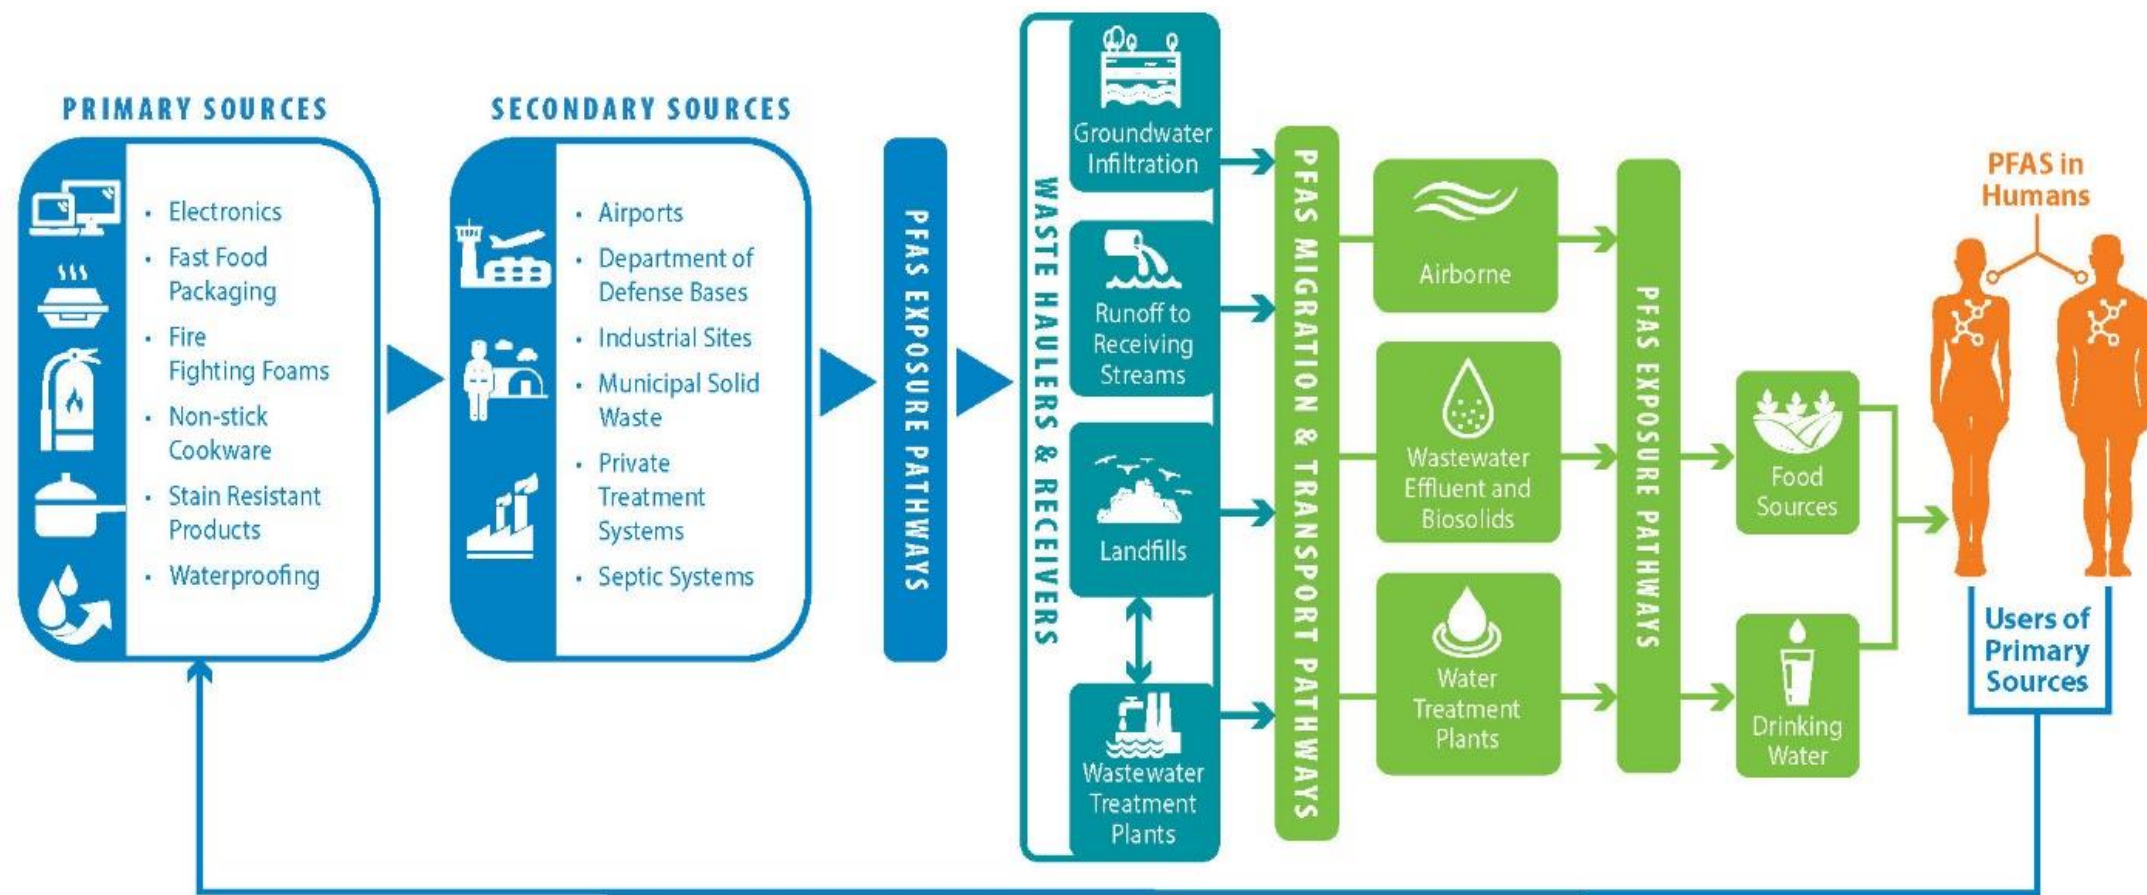 PRIMARY SOURCES
• Electronics
• Fast Food
Packaging
• Fire
Fighting Foams
• Non-stick
Cookware
• Stain Resistant
Products
• Waterproofing
SECONDARY SOURCES
• Airports
• Department of
Defense Bases
• Industrial Sites
• Municipal Solid
Waste
• Private
Treatment
Systems
• Septic Systems
PFAS EXPOSURE PATHWAYS
WASTE HAULERS & RECEIVERS
Groundwater
Infiltration
Runoff to
Receiving
Streams
Landfills
Wastewater
Treatment
Plants
PFAS MIGRATION & TRANSPORT PATHWAYS
Airborne
Wastewater
Effluent and
Biosolids
Water
Treatment
Plants
PFAS EXPOSURE PATHWAYS
Food
Sources
Drinking
Water
PFAS in
Humans
Users of
Primary
Sources